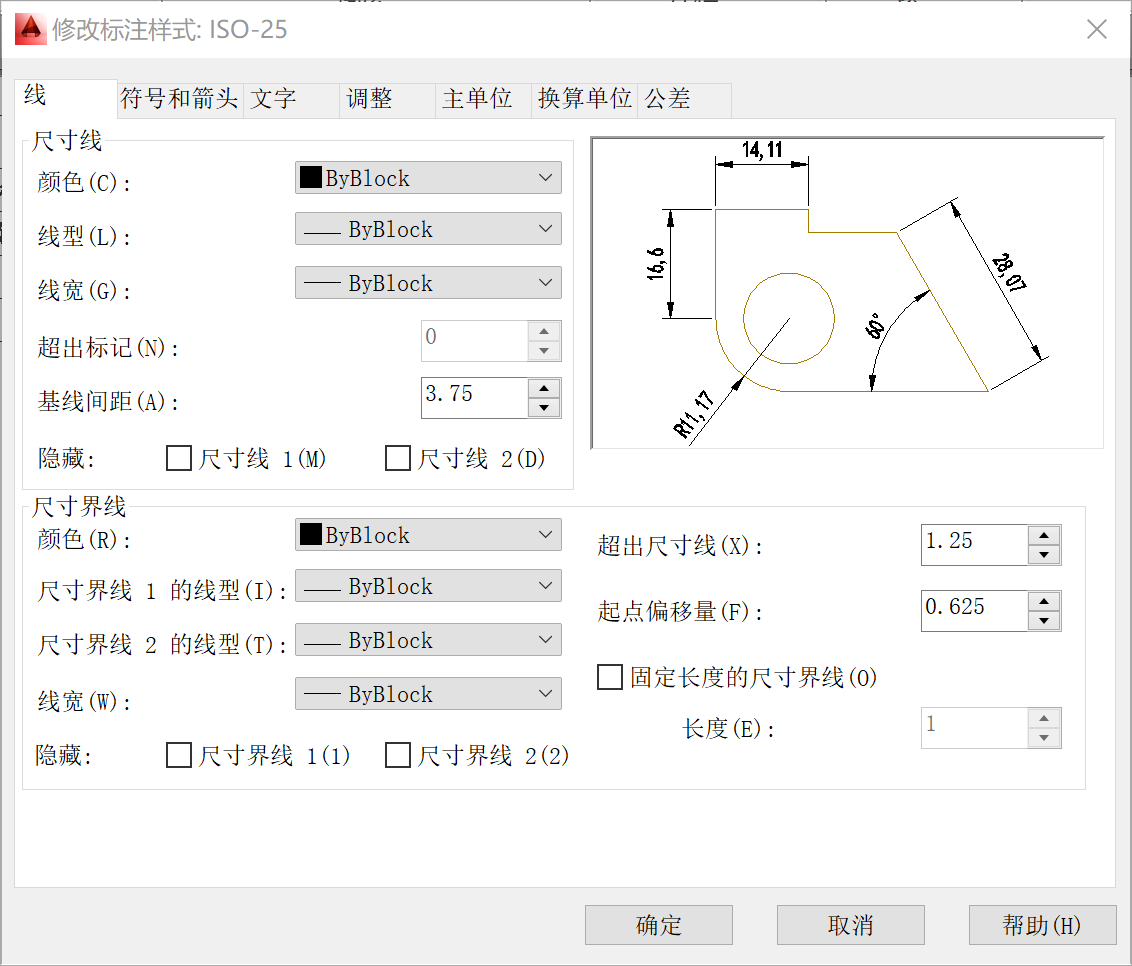 修改标注样式: ISO-25
线 符号和箭头 文字 调整 主单位 换算单位 公差
尺寸线
颜色(C): ByBlock
线型(L): ByBlock
线宽(G): ByBlock
超出标记(N): 0
基线间距(A): 3.75
隐藏: 尺寸线 1(M) 尺寸线 2(D)
14,11
16,6
28,07
60°
R11,17
尺寸界线
颜色(R): ByBlock
尺寸界线 1 的线型(I): ByBlock
尺寸界线 2 的线型(T): ByBlock
线宽(W): ByBlock
隐藏: 尺寸界线 1(1) 尺寸界线 2(2)
超出尺寸线(X): 1.25
起点偏移量(F): 0.625
固定长度的尺寸界线(O)
长度(E): 1
确定 取消 帮助(H)